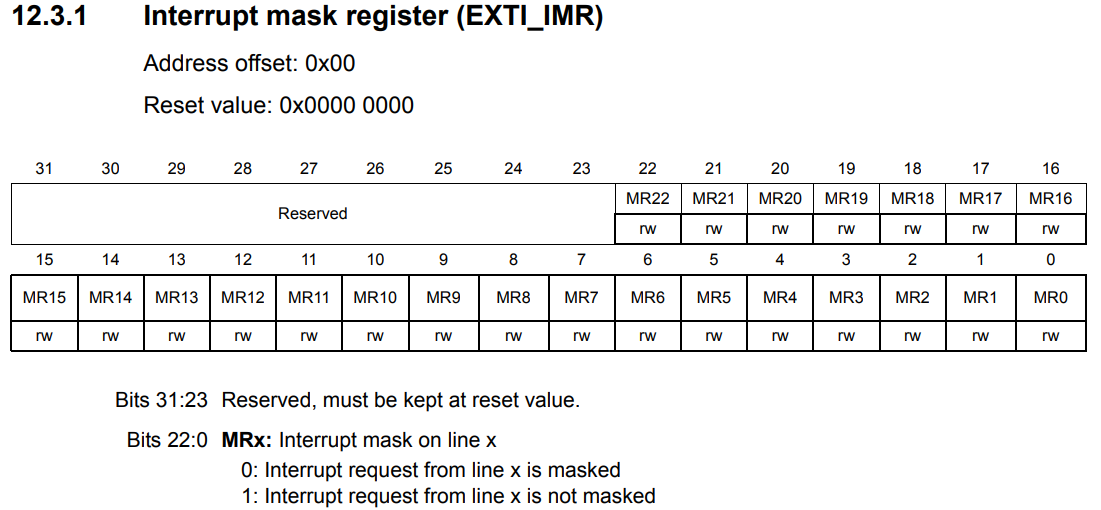 12.3.1 Interrupt mask register (EXTI_IMR)
Address offset: 0x00
Reset value: 0x0000 0000
31 30 29 28 27 26 25 24 23 22 21 20 19 18 17 16
Reserved MR22 MR21 MR20 MR19 MR18 MR17 MR16
rw rw rw rw rw rw rw
15 14 13 12 11 10 9 8 7 6 5 4 3 2 1 0
MR15 MR14 MR13 MR12 MR11 MR10 MR9 MR8 MR7 MR6 MR5 MR4 MR3 MR2 MR1 MR0
rw rw rw rw rw rw rw rw rw rw rw rw rw rw rw rw
Bits 31:23 Reserved, must be kept at reset value.
Bits 22:0 MRx: Interrupt mask on line x
0: Interrupt request from line x is masked
1: Interrupt request from line x is not masked